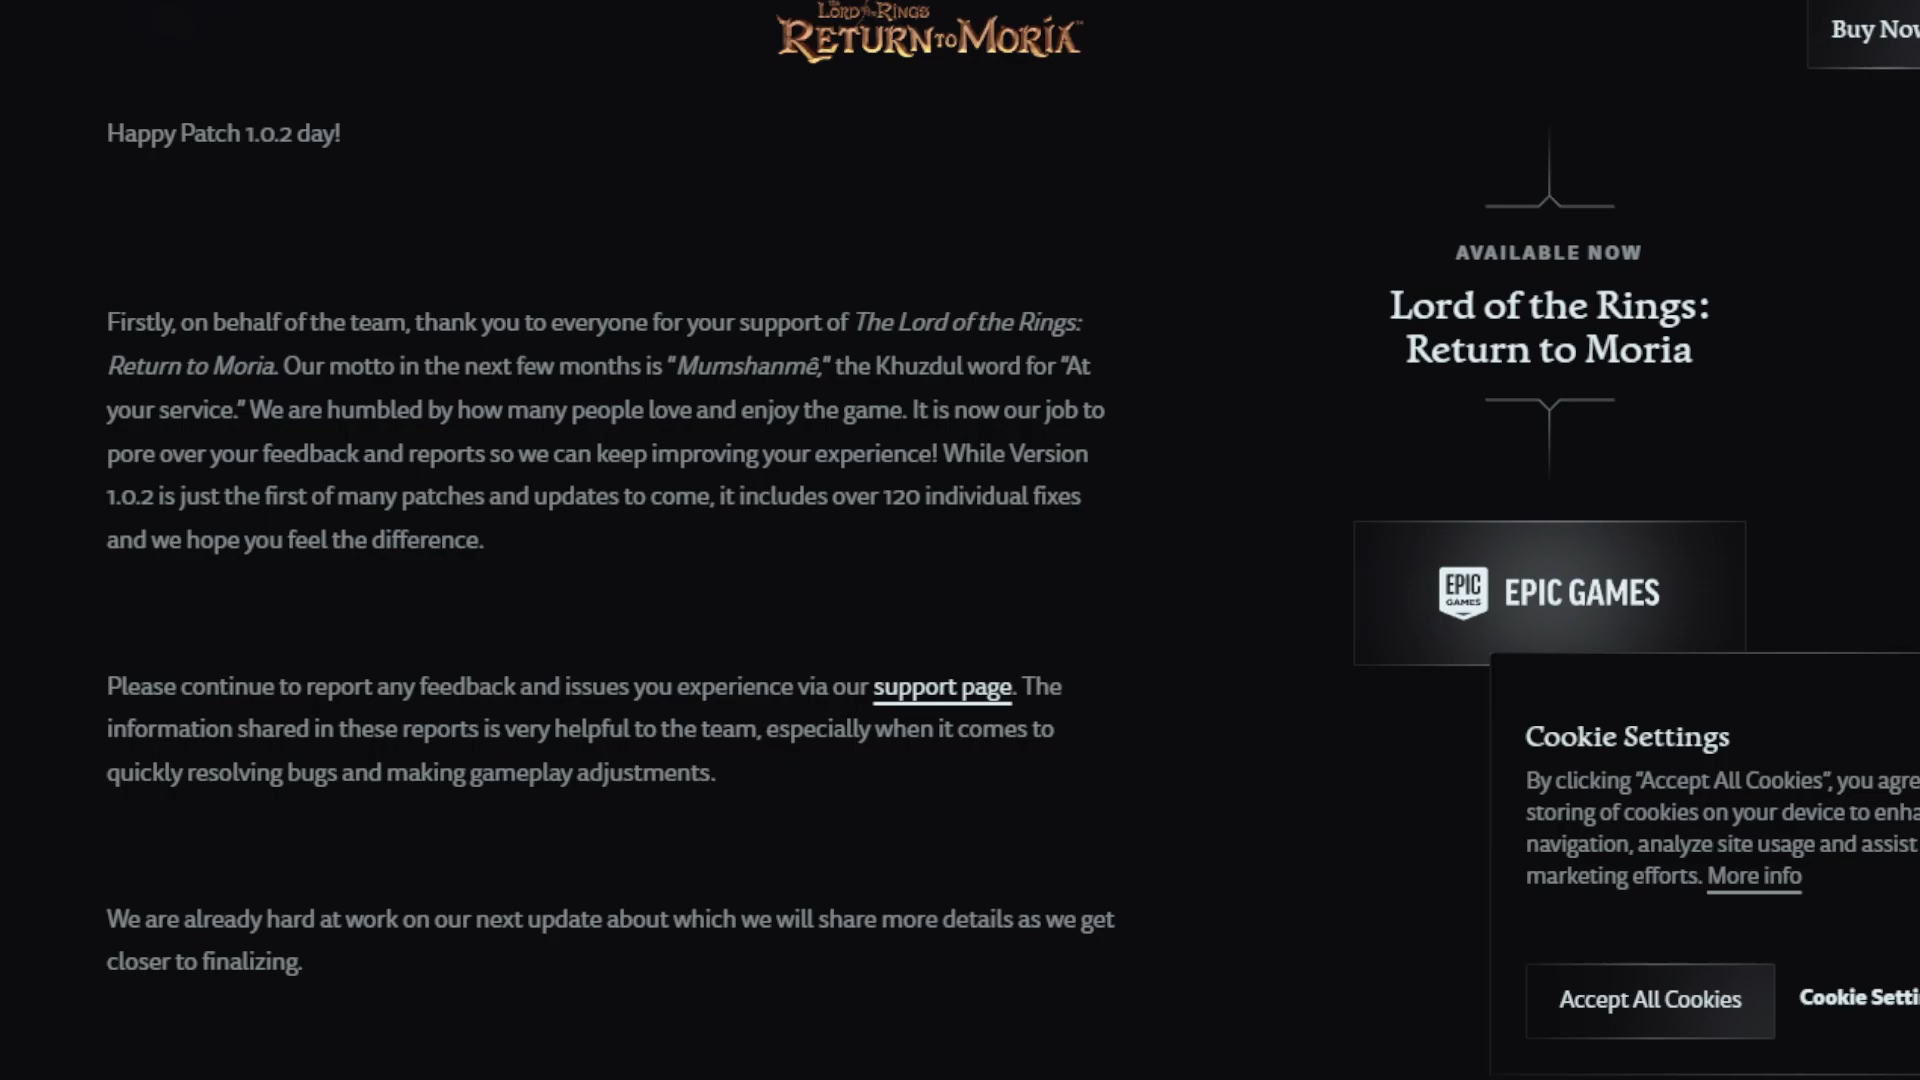 THE LORD OF THE RINGS
RETURN TO MORIA™
Buy Now
Happy Patch 1.0.2 day!
Firstly, on behalf of the team, thank you to everyone for your support of The Lord of the Rings:
Return to Moria. Our motto in the next few months is "Mumshanmê," the Khuzdul word for "At
your service." We are humbled by how many people love and enjoy the game. It is now our job to
pore over your feedback and reports so we can keep improving your experience! While Version
1.0.2 is just the first of many patches and updates to come, it includes over 120 individual fixes
and we hope you feel the difference.
Please continue to report any feedback and issues you experience via our support page. The
information shared in these reports is very helpful to the team, especially when it comes to
quickly resolving bugs and making gameplay adjustments.
We are already hard at work on our next update about which we will share more details as we get
closer to finalizing.
AVAILABLE NOW
Lord of the Rings:
Return to Moria
EPIC GAMES
EPIC GAMES
Cookie Settings
By clicking "Accept All Cookies", you agre
storing of cookies on your device to enha
navigation, analyze site usage and assist
marketing efforts. More info
Accept All Cookies
Cookie Setti